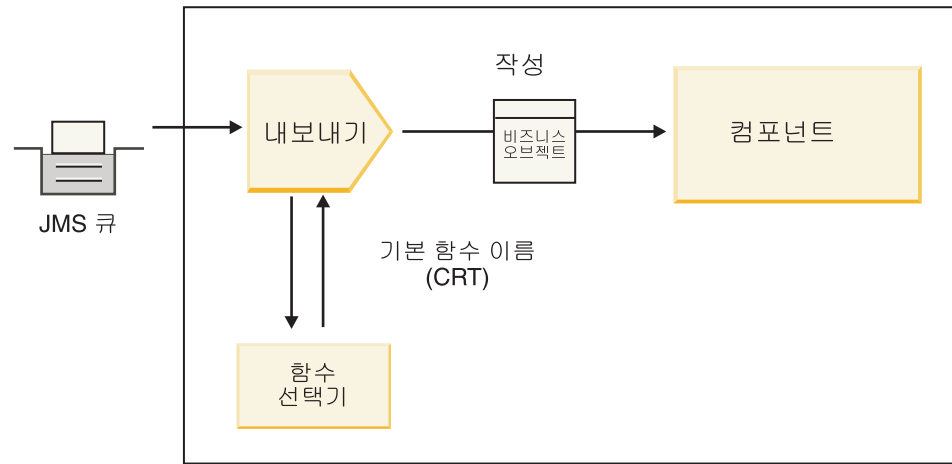 작성
내보내기
비즈니스
오브젝트
컴포넌트
JMS 큐
기본 함수 이름
(CRT)
함수
선택기